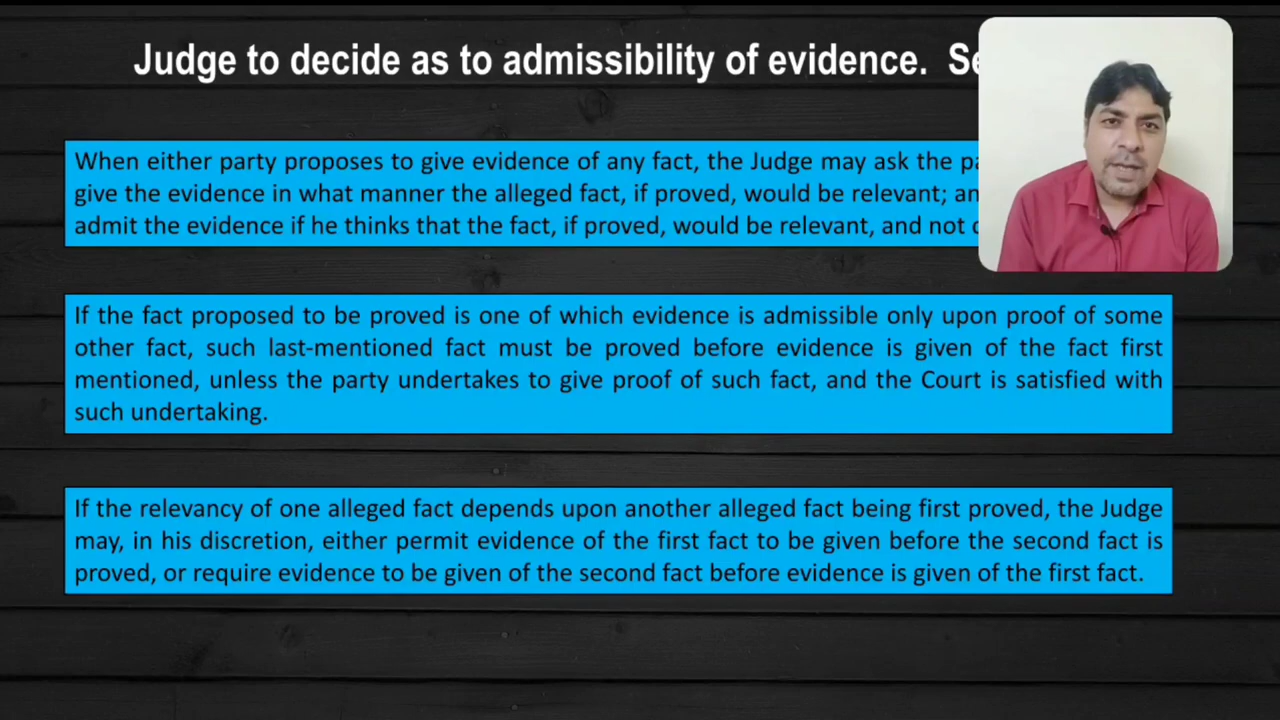 Judge to decide as to admissibility of evidence.
When either party proposes to give evidence of any fact, the Judge may ask the
give the evidence in what manner the alleged fact, if proved, would be relevant;
admit the evidence if he thinks that the fact, if proved, would be relevant, and not
If the fact proposed to be proved is one of which evidence is admissible only upon proof of some
other fact, such last-mentioned fact must be proved before evidence is given of the fact first
mentioned, unless the party undertakes to give proof of such fact, and the Court is satisfied with
such undertaking.
If the relevancy of one alleged fact depends upon another alleged fact being first proved, the Judge
may, in his discretion, either permit evidence of the first fact to be given before the second fact is
proved, or require evidence to be given of the second fact before evidence is given of the first fact.